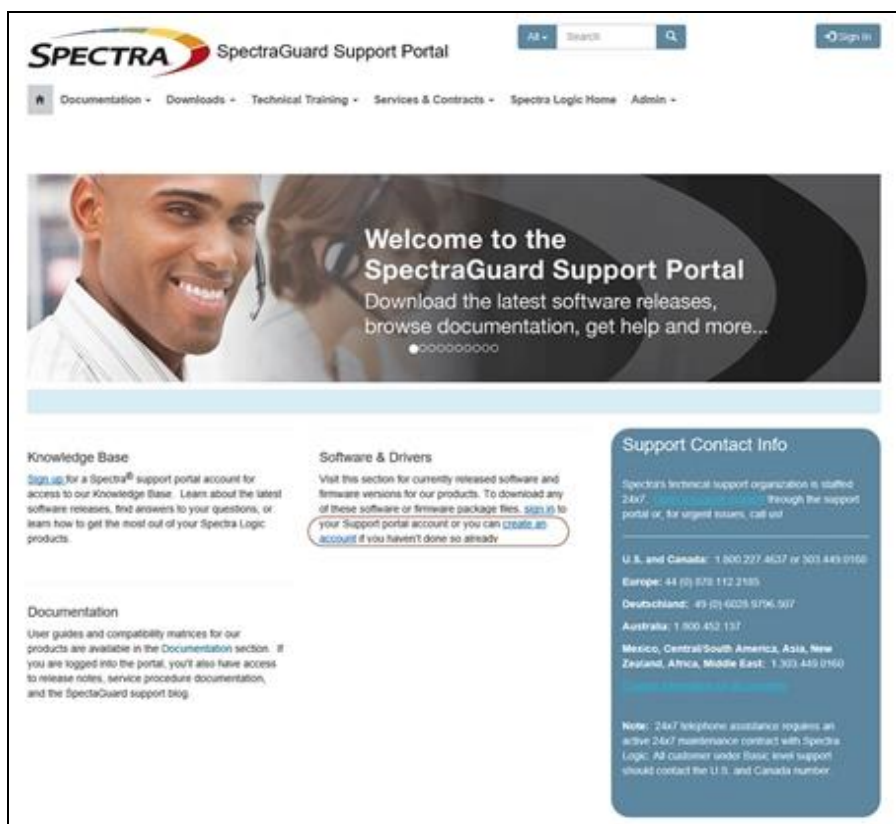 SPECTRA SpectraGuard Support Portal
All Search
Sign In
Documentation Downloads Technical Training Services & Contracts Spectra Logic Home Admin
Welcome to the
SpectraGuard Support Portal
Download the latest software releases,
browse documentation, get help and more...
Knowledge Base
Sign up for a Spectra® support portal account for
access to our Knowledge Base. Learn about the latest
software releases, find answers to your questions, or
learn how to get the most out of your Spectra Logic
products.
Documentation
User guides and compatibility matrices for our
products are available in the Documentation section. If
you are logged into the portal, you'll also have access
to release notes, service procedure documentation,
and the SpectaGuard support blog.
Software & Drivers
Visit this section for currently released software and
firmware versions for our products. To download any
of these software or firmware package files, sign in to
your Support portal account or you can create an
account if you haven't done so already
Support Contact Info
Spectra's technical support organization is staffed
24x7. through the support
portal or, for urgent issues, call us!
U.S. and Canada: 1.800.227.4637 or 303.449.0160
Europe: 44 (0) 870.112.2185
Deutschland: 49 (0) 6028.9796.507
Australia: 1.800.452.137
Mexico, Central/South America, Asia, New
Zealand, Africa, Middle East: 1.303.449.0160
Note: 24x7 telephone assistance requires an
active 24x7 maintenance contract with Spectra
Logic. All customer under Basic level support
should contact the U.S. and Canada number.